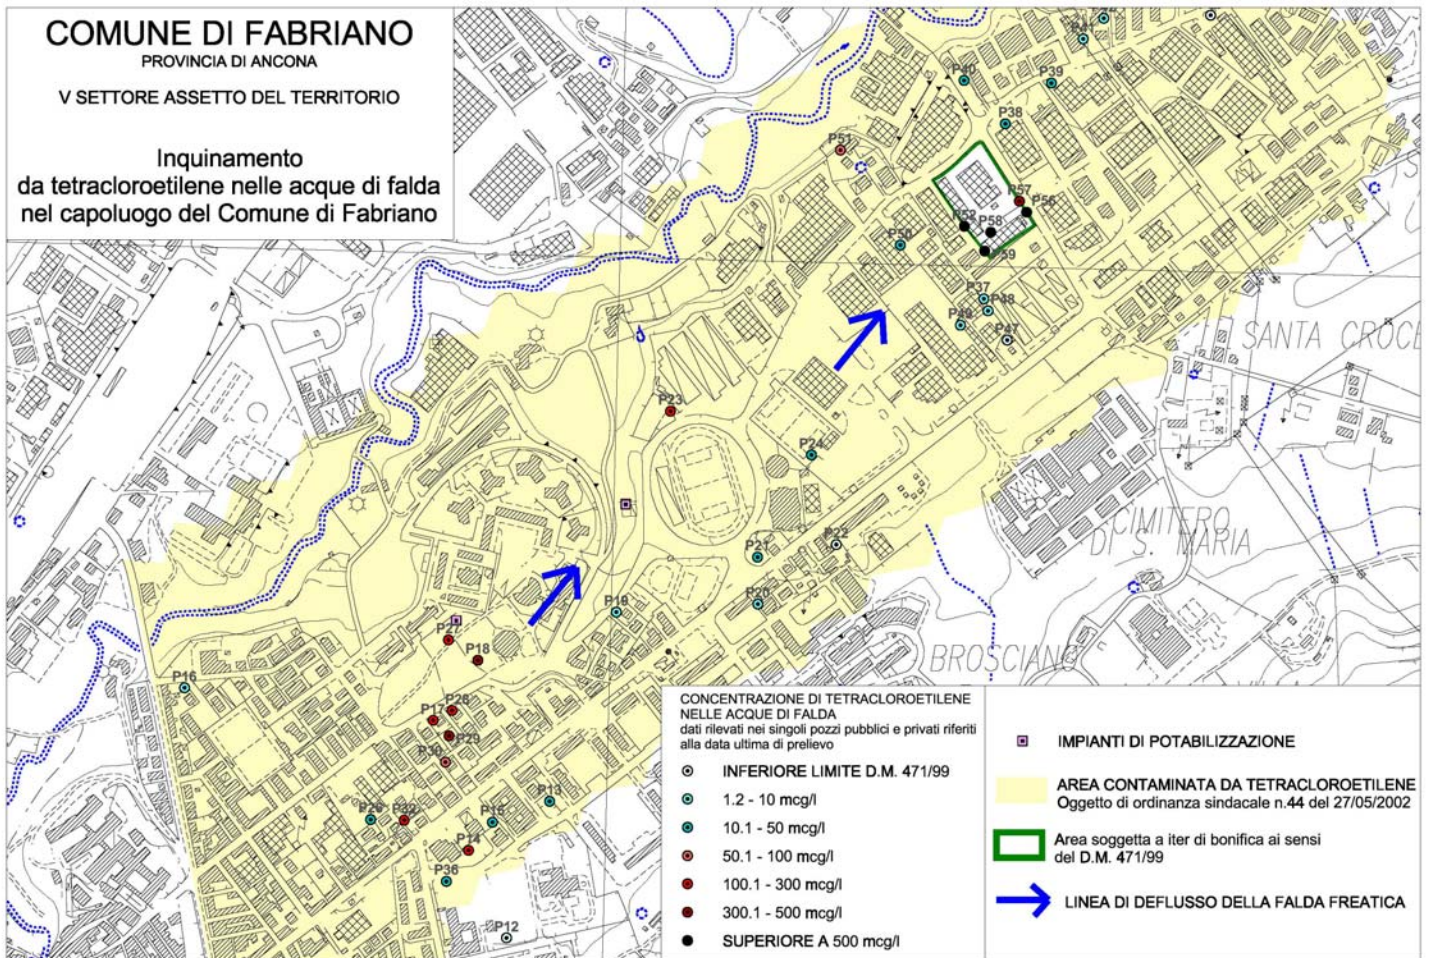 COMUNE DI FABRIANO
PROVINCIA DI ANCONA
V SETTORE ASSETTO DEL TERRITORIO
Inquinamento
da tetracloroetilene nelle acque di falda
nel capoluogo del Comune di Fabriano
P41
P40
P39
P38
P51
P57
P56
P52
P58
P59
P50
P37
P48
P49
P47
SANTA CROCE
P23
P24
CIMITERO
DI S. MARIA
P22
P21
P20
P19
BROSCIANO
P27
P18
P16
P17
P29
P30
P13
P32
P15
P14
P36
P12
CONCENTRAZIONE DI TETRACLOROETILENE
NELLE ACQUE DI FALDA
dati rilevati nei singoli pozzi pubblici e privati riferiti
alla data ultima di prelievo
INFERIORE LIMITE D.M. 471/99
1.2 - 10 mcg/l
10.1 - 50 mcg/l
50.1 - 100 mcg/l
100.1 - 300 mcg/l
300.1 - 500 mcg/l
SUPERIORE A 500 mcg/l
IMPIANTI DI POTABILIZZAZIONE
AREA CONTAMINATA DA TETRACLOROETILENE
Oggetto di ordinanza sindacale n.44 del 27/05/2002
Area soggetta a iter di bonifica ai sensi
del D.M. 471/99
LINEA DI DEFLUSSO DELLA FALDA FREATICA